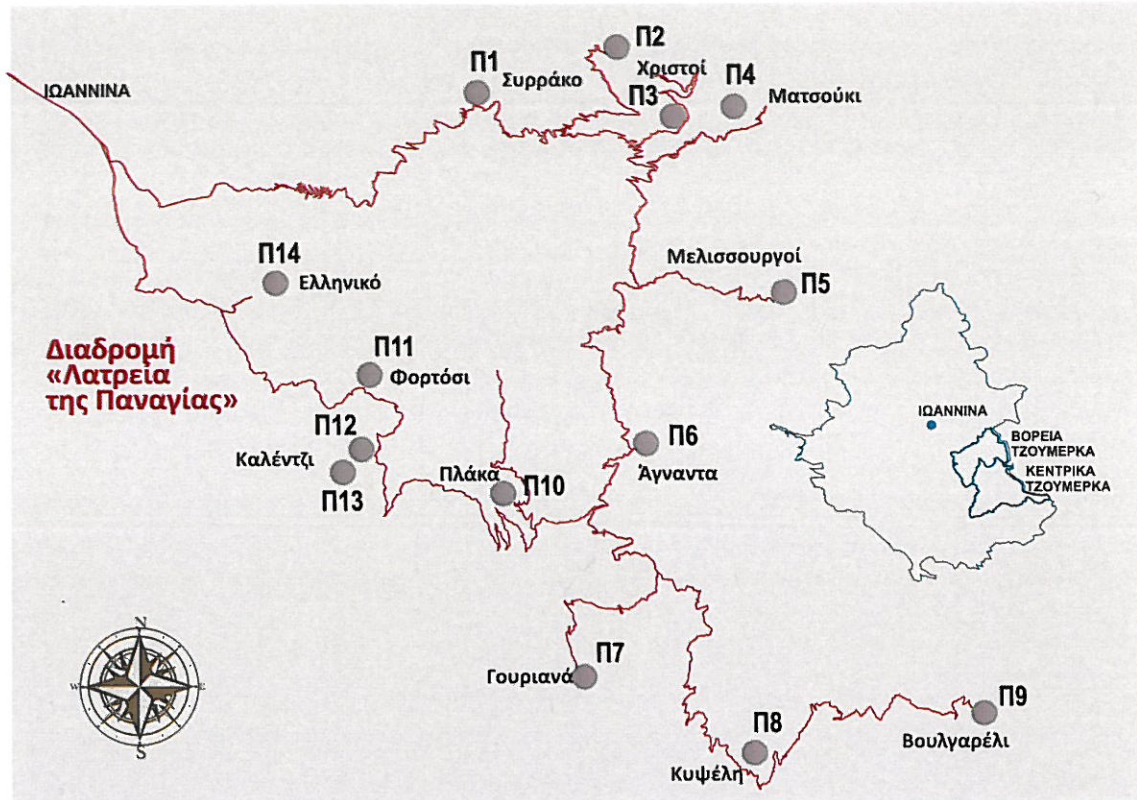 ΙΩΑΝΝΙΝΑ
Π1
Συρράκο
Π2
Χριστοί
Π3
Π4
Ματσούκι
Μελισσουργοί
Π5
Π14
Ελληνικό
Διαδρομή
«Λατρεία
της Παναγίας»
Π11
Φορτόσι
Π12
Καλέντζι
Π13
Πλάκα
Π10
Π6
Άγναντα
ΙΩΑΝΝΙΝΑ
ΒΟΡΕΙΑ
ΤΖΟΥΜΕΡΚΑ
ΚΕΝΤΡΙΚΑ
ΤΖΟΥΜΕΡΚΑ
Π7
Γουριανά
Π8
Κυψέλη
Π9
Βουλγαρέλι
N
W
E
S